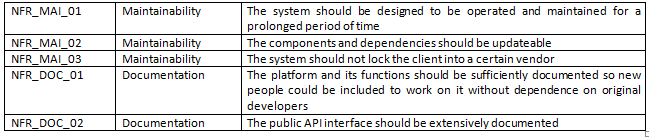 NFR_MAI_01 Maintainability The system should be designed to be operated and maintained for a
prolonged period of time
NFR_MAI_02 Maintainability The components and dependencies should be updateable
NFR_MAI_03 Maintainability The system should not lock the client into a certain vendor
NFR_DOC_01 Documentation The platform and its functions should be sufficiently documented so new
people could be included to work on it without dependence on original
developers
NFR_DOC_02 Documentation The public API interface should be extensively documented